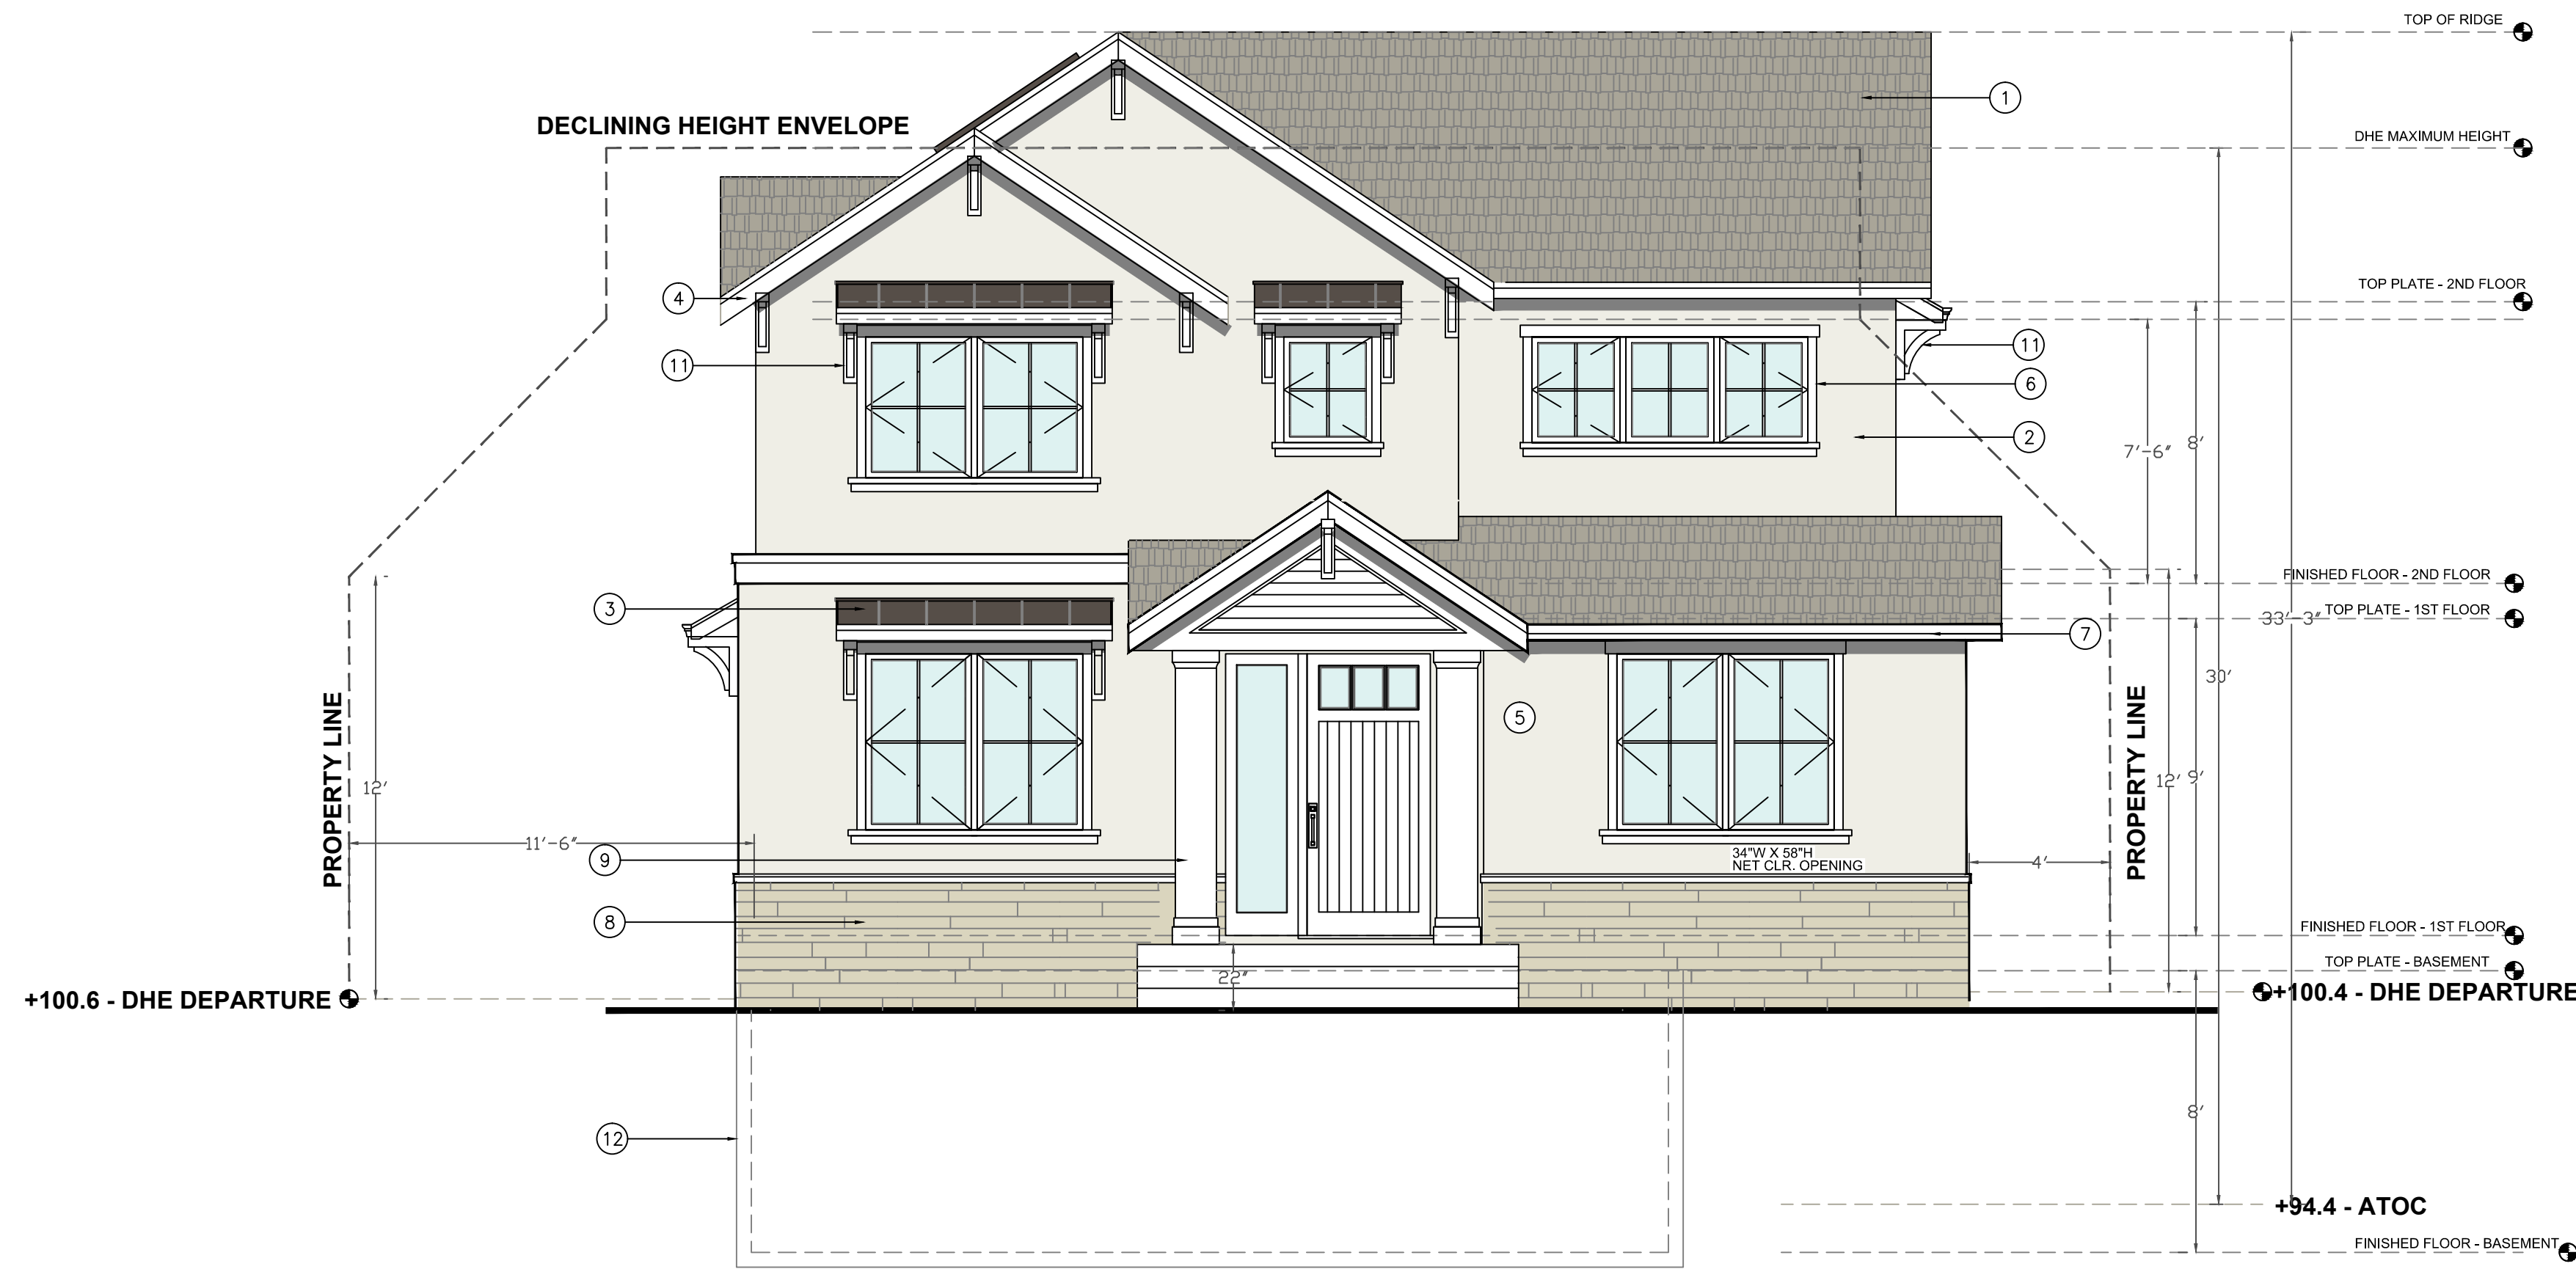 TOP OF RIDGE
1
DECLINING HEIGHT ENVELOPE
DHE MAXIMUM HEIGHT
TOP PLATE - 2ND FLOOR
4
11
11
6
2
7'-6"
8'
FINISHED FLOOR - 2ND FLOOR
3
TOP PLATE - 1ST FLOOR
33'-3"
7
30'
PROPERTY LINE
PROPERTY LINE
5
12'
12'
9'
11'-6"
9
34"W X 58"H
NET CLR. OPENING
4'
8
FINISHED FLOOR - 1ST FLOOR
TOP PLATE - BASEMENT
22"
+100.6 - DHE DEPARTURE
+100.4 - DHE DEPARTURE
8'
12
+94.4 - ATOC
FINISHED FLOOR - BASEMENT